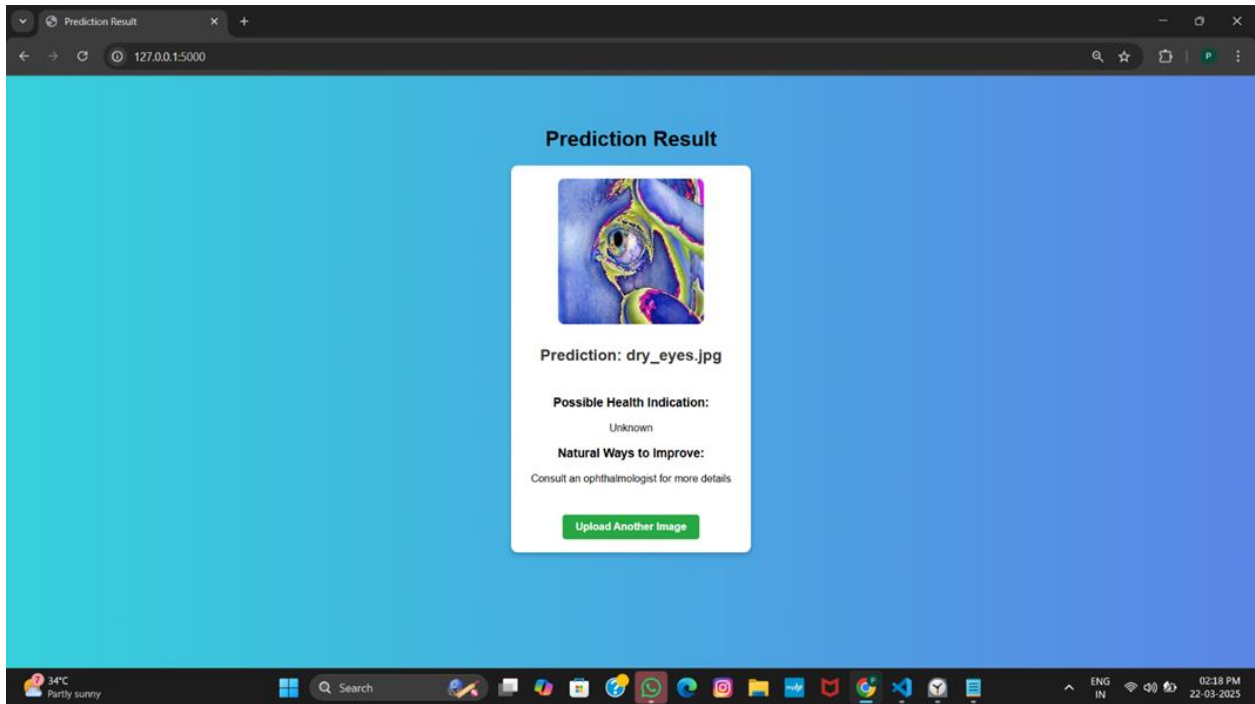 Prediction Result
127.0.0.1:5000
P
Prediction Result
Prediction: dry_eyes.jpg
Possible Health Indication:
Unknown
Natural Ways to Improve:
Consult an ophthalmologist for more details
Upload Another Image
7
34°C
Partly sunny
Search
ENG
IN
02:18 PM
22-03-2025